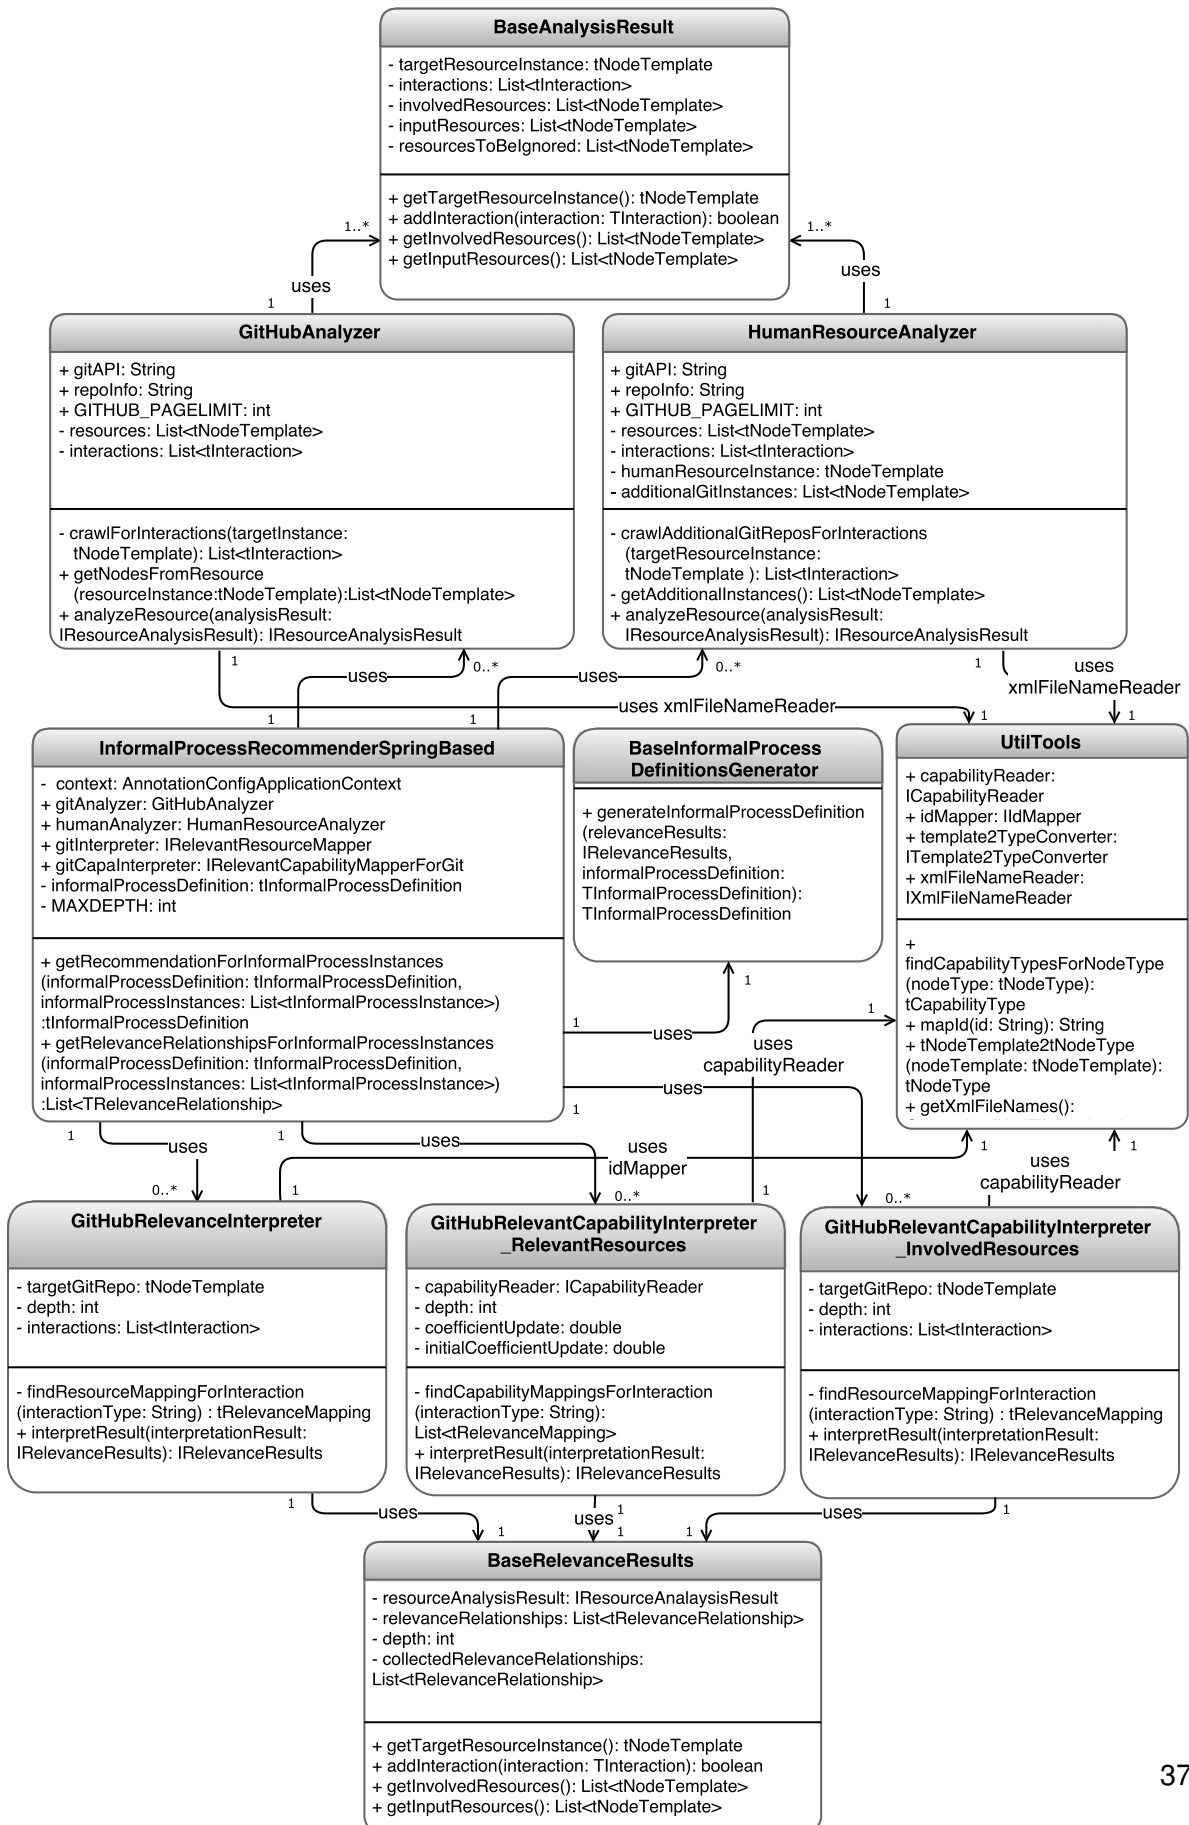 BaseAnalysisResult
- targetResourceInstance: tNodeTemplate
- interactions: List<tInteraction>
- involvedResources: List<tNodeTemplate>
- inputResources: List<tNodeTemplate>
- resourcesToBeIgnored: List<tNodeTemplate>
+ getTargetResourceInstance(): tNodeTemplate
+ addInteraction(interaction: TInteraction): boolean
+ getInvolvedResources(): List<tNodeTemplate>
+ getInputResources(): List<tNodeTemplate>
1..*
1..*
uses
uses
1
1
GitHubAnalyzer
+ gitAPI: String
+ repoInfo: String
+ GITHUB_PAGELIMIT: int
- resources: List<tNodeTemplate>
- interactions: List<tInteraction>
- crawlForInteractions(targetInstance:
tNodeTemplate): List<tInteraction>
+ getNodesFromResource
(resourceInstance:tNodeTemplate):List<tNodeTemplate>
+ analyzeResource(analysisResult:
IResourceAnalysisResult): IResourceAnalysisResult
HumanResourceAnalyzer
+ gitAPI: String
+ repoInfo: String
+ GITHUB_PAGELIMIT: int
- resources: List<tNodeTemplate>
- interactions: List<tInteraction>
- humanResourceInstance: tNodeTemplate
- additionalGitInstances: List<tNodeTemplate>
- crawlAdditionalGitReposForInteractions
(targetResourceInstance:
tNodeTemplate ): List<tInteraction>
- getAdditionalInstances(): List<tNodeTemplate>
+ analyzeResource(analysisResult:
IResourceAnalysisResult): IResourceAnalysisResult
1
0..*
0..*
1
uses
xmlFileNameReader
uses
uses
uses xmlFileNameReader
1
1
1
1
InformalProcessRecommenderSpringBased
- context: AnnotationConfigApplicationContext
+ gitAnalyzer: GitHubAnalyzer
+ humanAnalyzer: HumanResourceAnalyzer
+ gitInterpreter: IRelevantResourceMapper
+ gitCapaInterpreter: IRelevantCapabilityMapperForGit
- informalProcessDefinition: tInformalProcessDefinition
- MAXDEPTH: int
+ getRecommendationForInformalProcessInstances
(informalProcessDefinition: tInformalProcessDefinition,
informalProcessInstances: List<tInformalProcessInstance>)
:tInformalProcessDefinition
+ getRelevanceRelationshipsForInformalProcessInstances
(informalProcessDefinition: tInformalProcessDefinition,
informalProcessInstances: List<tInformalProcessInstance>)
:List<TRelevanceRelationship>
BaseInformalProcess
DefinitionsGenerator
+ generateInformalProcessDefinition
(relevanceResults:
IRelevanceResults,
informalProcessDefinition:
TInformalProcessDefinition):
TInformalProcessDefinition
UtilTools
+ capabilityReader:
ICapabilityReader
+ idMapper: IIdMapper
+ template2TypeConverter:
ITemplate2TypeConverter
+ xmlFileNameReader:
IXmlFileNameReader
+
findCapabilityTypesForNodeType
(nodeType: tNodeType):
tCapabilityType
+ mapId(id: String): String
+ tNodeTemplate2tNodeType
(nodeTemplate: tNodeTemplate):
tNodeType
+ getXmlFileNames():
1
1
1
uses
uses
capabilityReader
uses
1
1
1
uses
uses
uses
idMapper
1
1
uses
capabilityReader
0..*
1
0..*
1
0..*
GitHubRelevanceInterpreter
- targetGitRepo: tNodeTemplate
- depth: int
- interactions: List<tInteraction>
- findResourceMappingForInteraction
(interactionType: String) : tRelevanceMapping
+ interpretResult(interpretationResult:
IRelevanceResults): IRelevanceResults
GitHubRelevantCapabilityInterpreter
_RelevantResources
- capabilityReader: ICapabilityReader
- depth: int
- coefficientUpdate: double
- initialCoefficientUpdate: double
- findCapabilityMappingsForInteraction
(interactionType: String):
List<tRelevanceMapping>
+ interpretResult(interpretationResult:
IRelevanceResults): IRelevanceResults
GitHubRelevantCapabilityInterpreter
_InvolvedResources
- targetGitRepo: tNodeTemplate
- depth: int
- interactions: List<tInteraction>
- findResourceMappingForInteraction
(interactionType: String) : tRelevanceMapping
+ interpretResult(interpretationResult:
IRelevanceResults): IRelevanceResults
1
1
1
uses
uses
uses
1
1
1
BaseRelevanceResults
- resourceAnalysisResult: IResourceAnalaysisResult
- relevanceRelationships: List<tRelevanceRelationship>
- depth: int
- collectedRelevanceRelationships:
List<tRelevanceRelationship>
+ getTargetResourceInstance(): tNodeTemplate
+ addInteraction(interaction: TInteraction): boolean
+ getInvolvedResources(): List<tNodeTemplate>
+ getInputResources(): List<tNodeTemplate>
37